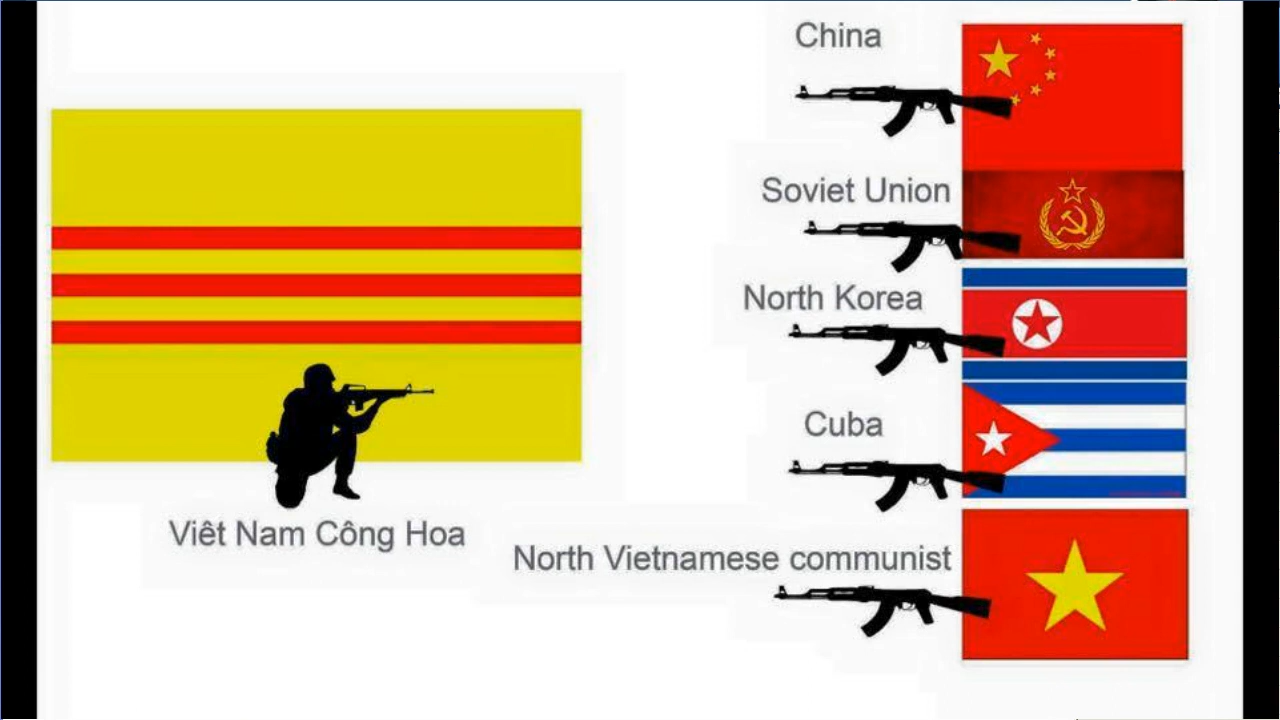 China
Soviet Union
North Korea
Cuba
Viêt Nam Công Hoa
North Vietnamese communist